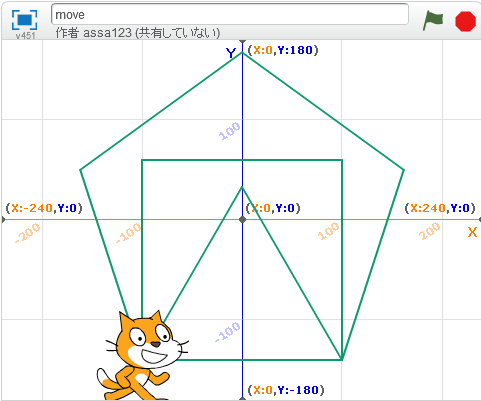 move
v451
作者 assa123 (共有していない)
Y
(X:0,Y:180)
100
(X:-240,Y:0)
(X:0,Y:0)
(X:240,Y:0)
-200
-100
100
200
X
-100
(X:0,Y:-180)